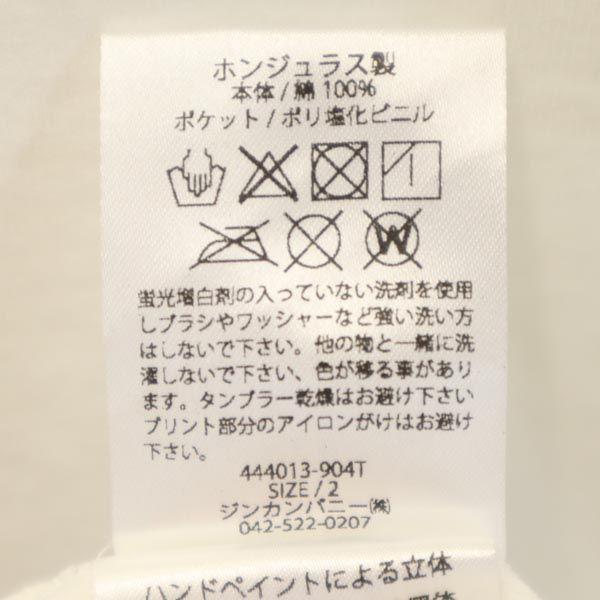 ホンジュラス製
本体/綿100%
ポケット/ポリ塩化ビニル
W
蛍光増白剤の入っていない洗剤を使用
しブラシやワッシャーなど強い洗い方
はしないで下さい。他の物と一緒に洗
濯しないで下さい、色が移る事があり
ます。タンブラー乾燥はお避け下さい
プリント部分のアイロンがけはお避け
下さい。
444013-904T
SIZE/2
ジンカンパニー㈱
042-522-0207
ハンドペイントによる立体